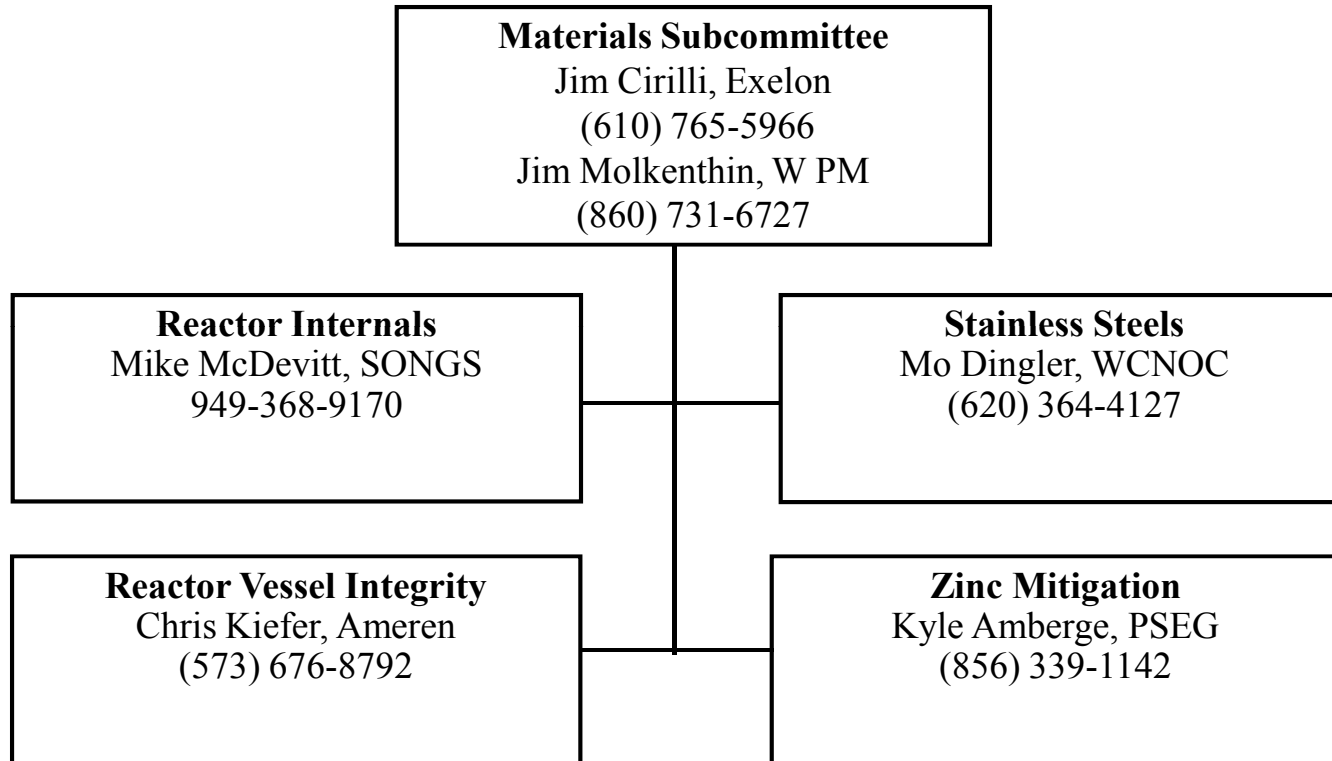 Materials Subcommittee
Jim Cirilli, Exelon
(610) 765-5966
Jim Molkenthin, W PM
(860) 731-6727
Reactor Internals
Mike McDevitt, SONGS
949-368-9170
Stainless Steels
Mo Dingler, WCNOC
(620) 364-4127
Reactor Vessel Integrity
Chris Kiefer, Ameren
(573) 676-8792
Zinc Mitigation
Kyle Amberge, PSEG
(856) 339-1142